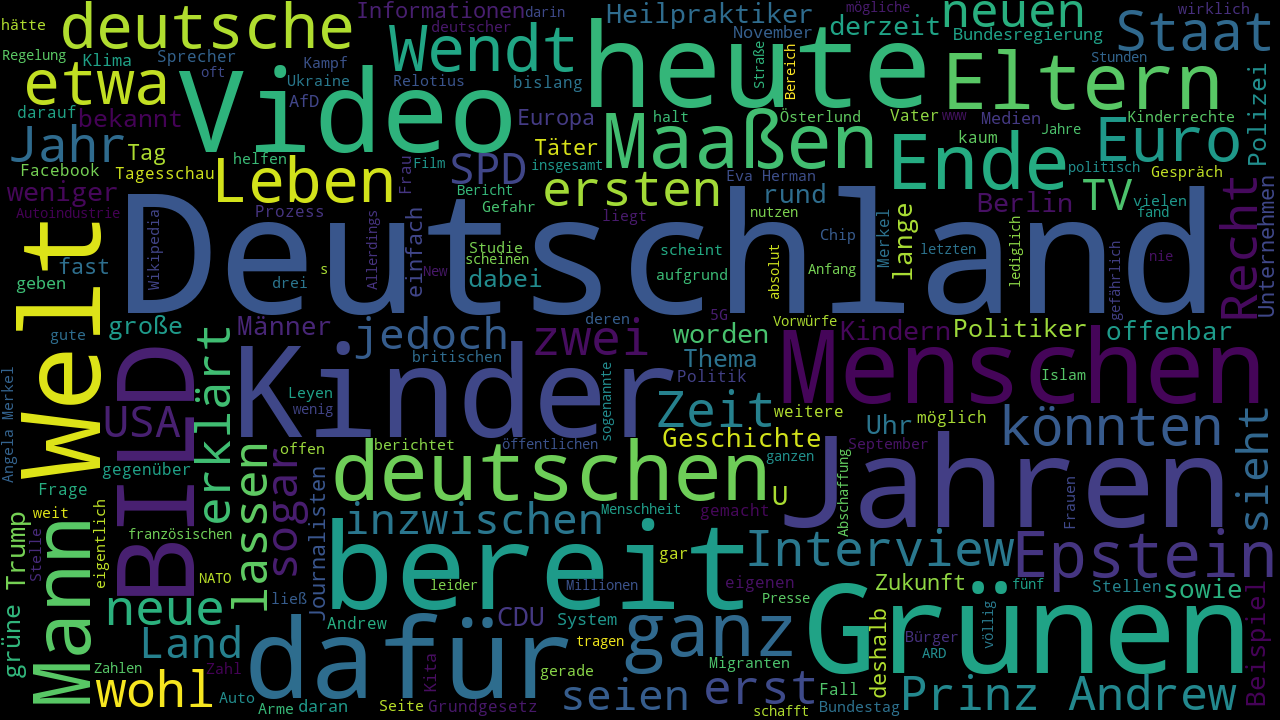 hätte
deutsche
Informationen
darin
deutscher
Heilpraktiker
mögliche
derzeit
neuen
wirklich
Staat
Regelung
Klima
Sprecher
oft
Kampf
Wendt
November
Bundesregierung
Stunden
etwa
Video
Ukraine
AfD
Relotius
bislang
heute
Straße
Bereich
Eltern
Polizei
darauf
bekannt
Europa
halt
Österlund
Vater
www
Medien
Kinderrechte
Jahr
Tag
Täter
Maaßen
kaum
Jahre
Euro
Facebook
Tagesschau
helfen
Frau
Film
SPD
insgesamt
Ende
politisch
Gespräch
weniger
Leben
Bericht
ersten
Eva Herman
rund
TV
vielen
Autoindustrie
Prozess
Gefahr
liegt
nutzen
Berlin
fand
Recht
Unternehmen
Welt
Wikipedia
Deutschland
Allerdings
einfach
Studie
scheinen
scheint
Chip
Merkel
lange
letzten
lediglich
gefährlich
nie
fast
geben
drei
s
New
dabei
aufgrund
absolut
Anfang
gute
große
Männer
jedoch
deren
5G
Vorwürfe
zwei
worden
Kindern
Politiker
offenbar
Angela Merkel
BILD
erklärt
Kinder
britischen
sogenannte
Thema
Politik
Menschen
Islam
USA
Leyen
wenig
Zeit
weitere
Uhr
möglich
könnten
sieht
gegenüber
offen
berichtet
öffentlichen
Geschichte
September
Frage
lassen
sogar
Journalisten
deutschen
ganzen
U
Abschaffung
Jahren
Frauen
weit
eigentlich
französischen
inzwischen
Menschheit
gemacht
Interview
Epstein
Trump
Stelle
Mann
NATO
bereit
gar
leider
Millionen
eigenen
Zukunft
fünf
Stellen
sowie
grüne
neue
ließ
Andrew
CDU
System
Presse
Grünen
deshalb
völlig
Beispiel
Land
dafür
tragen
ganz
Bürger
ARD
Zahlen
Zahl
Kita
gerade
Migranten
wohl
Auto
Arme
daran
Seite
Grundgesetz
seien
erst
schafft
Fall
Bundestag
Prinz Andrew